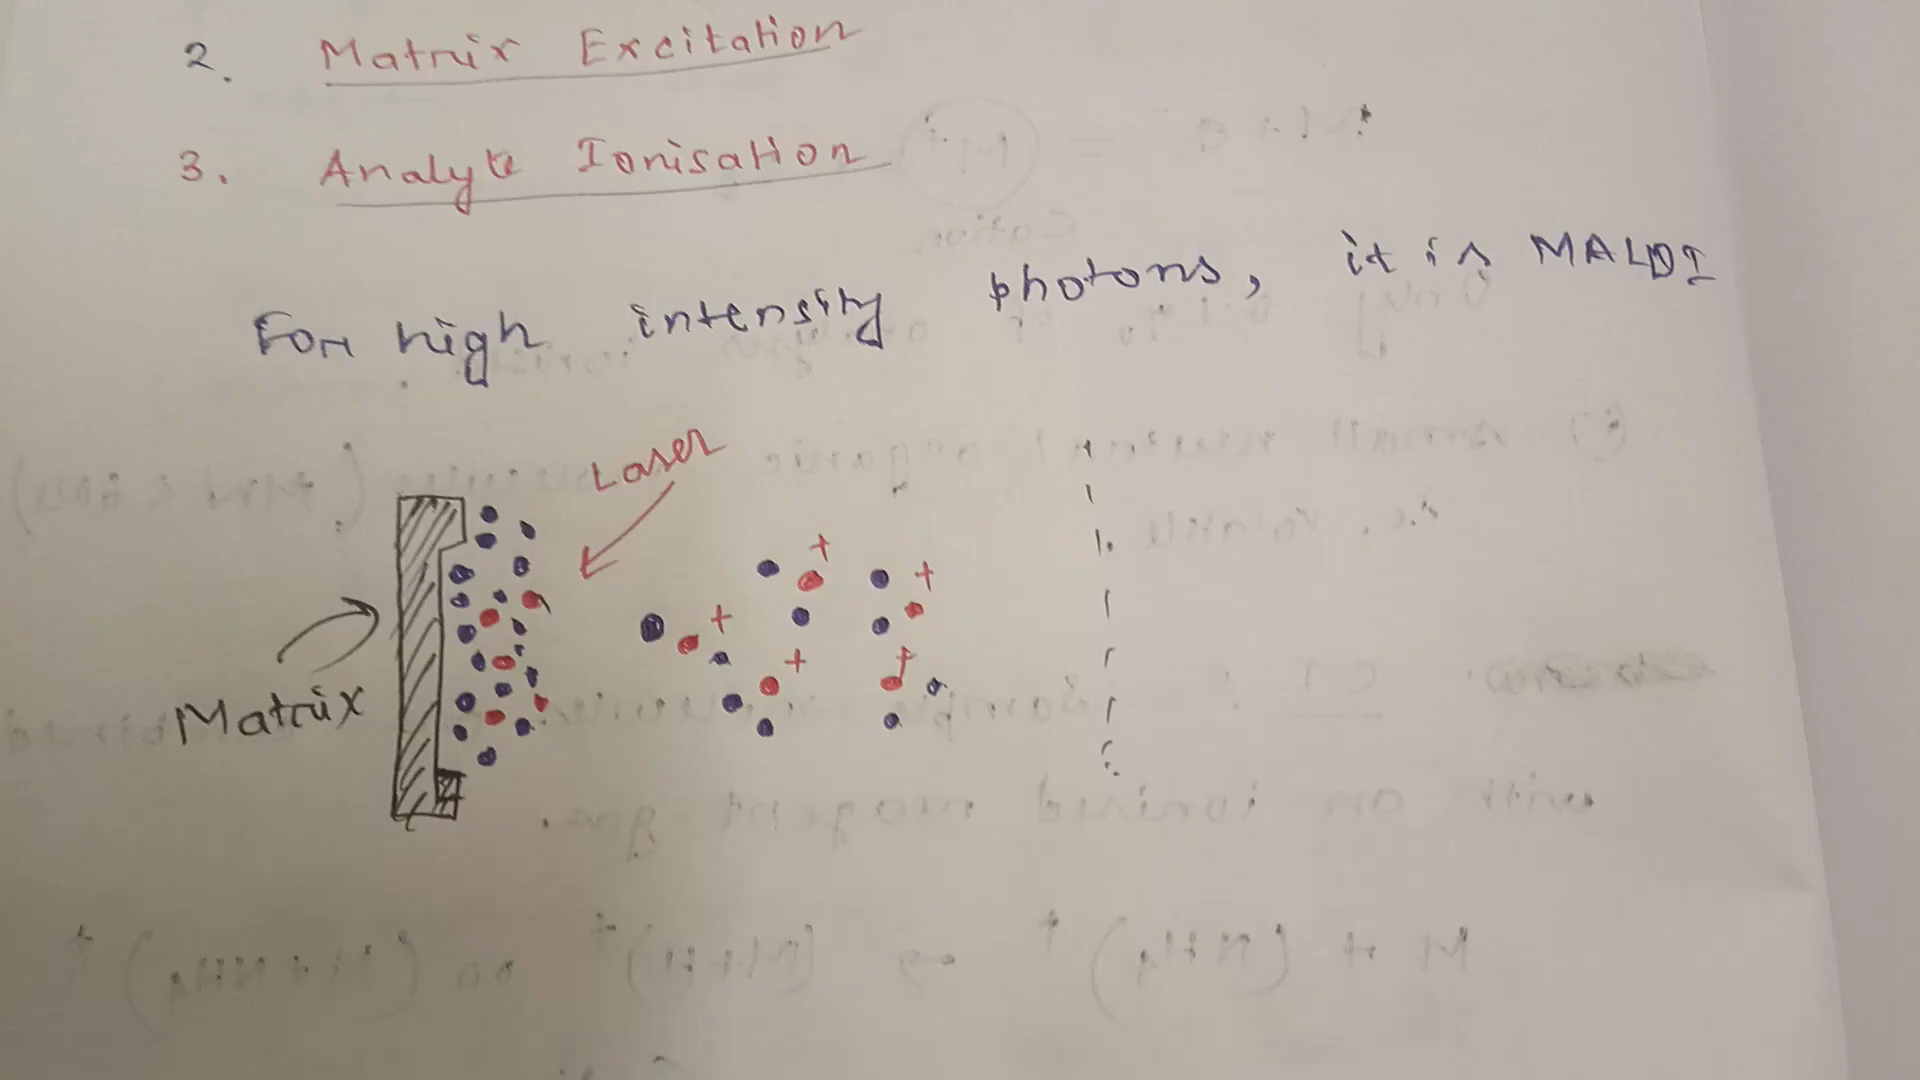 2. Matrix Excitation
3. Analyte Ionisation
For high intensity photons, it is MALDI
Laser
+ +
+
+ +
Matrix